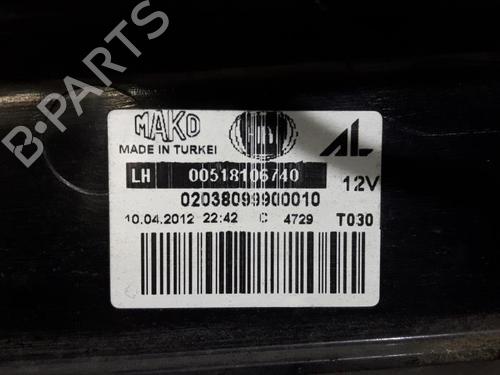 MAKO
AL
MADE IN TURKEI
LH 00518106740
12V
02038099900010
10.04.2012 22:42 C 4729 T030
B-PARTS